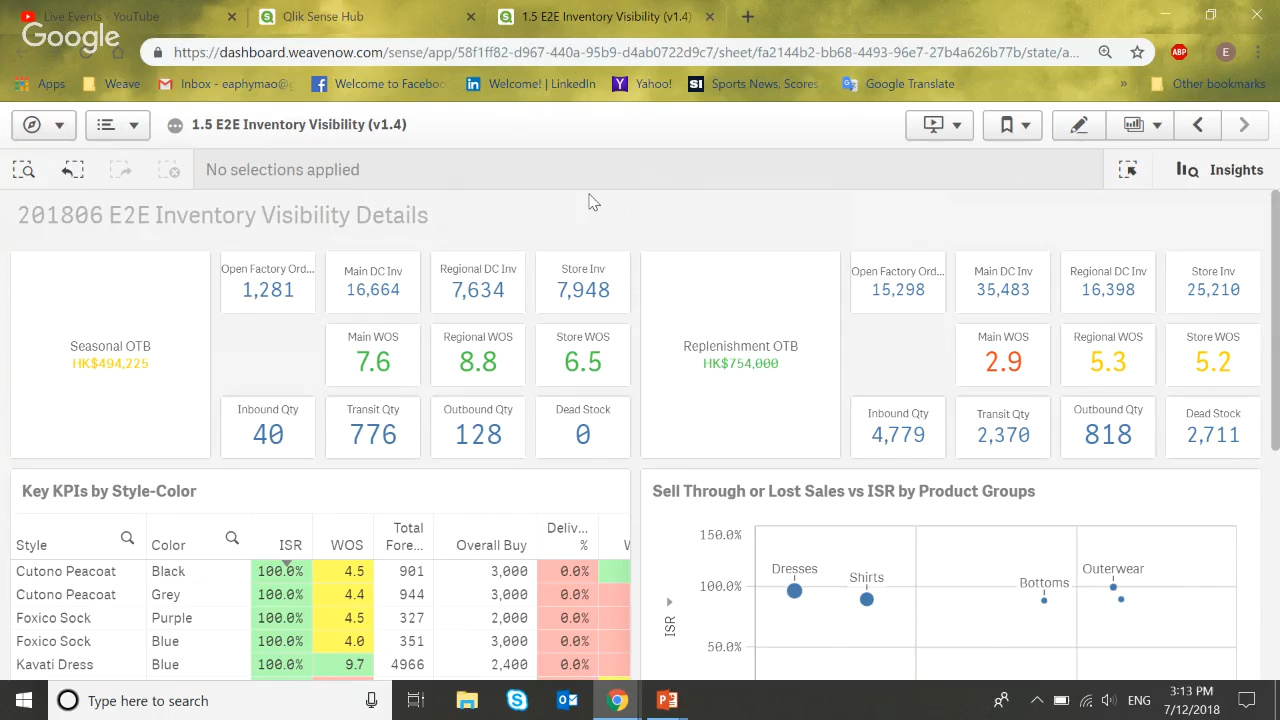 Live Events - YouTube
Qlik Sense Hub
1.5 E2E Inventory Visibility (v1.4)
Google
https://dashboard.weavenow.com/sense/app/58f1ff82-d967-440a-95b9-d4ab0722d9c7/sheet/fa2144b2-bb68-4493-96e7-27b4a626b77b/state/a...
ABP
E
Apps
Weave
Inbox - eaphymao@g
Welcome to Faceboo
Welcome! | LinkedIn
Yahoo!
SI
Sports News, Scores
Google Translate
»
Other bookmarks
1.5 E2E Inventory Visibility (v1.4)
No selections applied
Insights
201806 E2E Inventory Visibility Details
Seasonal OTB
HK$494,225
Open Factory Ord...
1,281
Main DC Inv
16,664
Regional DC Inv
7,634
Store Inv
7,948
Main WOS
7.6
Regional WOS
8.8
Store WOS
6.5
Inbound Qty
40
Transit Qty
776
Outbound Qty
128
Dead Stock
0
Replenishment OTB
HK$754,000
Open Factory Ord...
15,298
Main DC Inv
35,483
Regional DC Inv
16,398
Store Inv
25,210
Main WOS
2.9
Regional WOS
5.3
Store WOS
5.2
Inbound Qty
4,779
Transit Qty
2,370
Outbound Qty
818
Dead Stock
2,711
Key KPIs by Style-Color
Style Color ISR WOS Total Fore... Overall Buy Deliv... % W
Cutono Peacoat Black 100.0% 4.5 901 3,000 0.0%
Cutono Peacoat Grey 100.0% 4.4 944 3,000 0.0%
Foxico Sock Purple 100.0% 4.5 327 2,000 0.0%
Foxico Sock Blue 100.0% 4.0 351 3,000 0.0%
Kavati Dress Blue 100.0% 9.7 4966 2,400 0.0%
Sell Through or Lost Sales vs ISR by Product Groups
150.0%
100.0%
50.0%
ISR
Dresses
Shirts
Bottoms
Outerwear
Type here to search
ENG
3:13 PM
7/12/2018